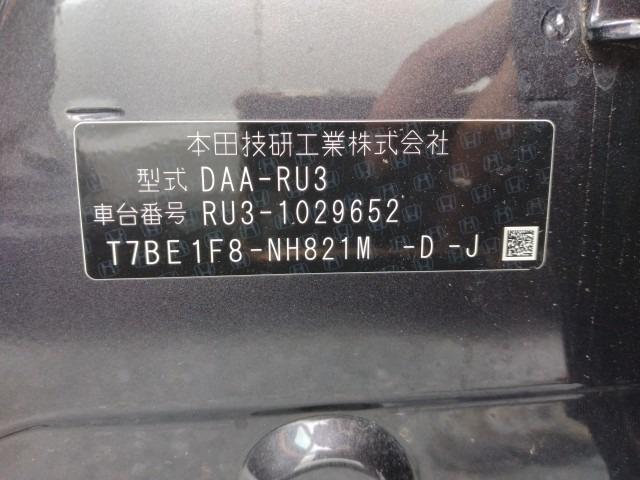 本田技研工業株式会社
型式 DAA-RU3
車台番号 RU3-1029652
T7BE1F8-NH821M -D -J